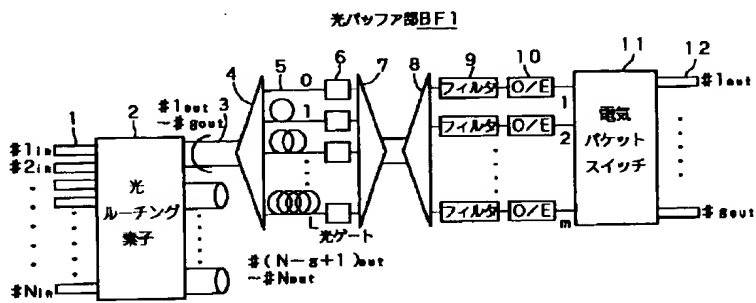 光バッファ部BF1
1
2
3
4
5
6
7
8
9
10
11
12
#1in
#2in
#Nin
光
ルーチング
素子
#1out
~#gout
0
1
光ゲート
#(N-g+1)out
~#Nout
フィルタ
O/E
1
フィルタ
O/E
2
フィルタ
O/E
m
電気
パケット
スイッチ
#1out
#gout